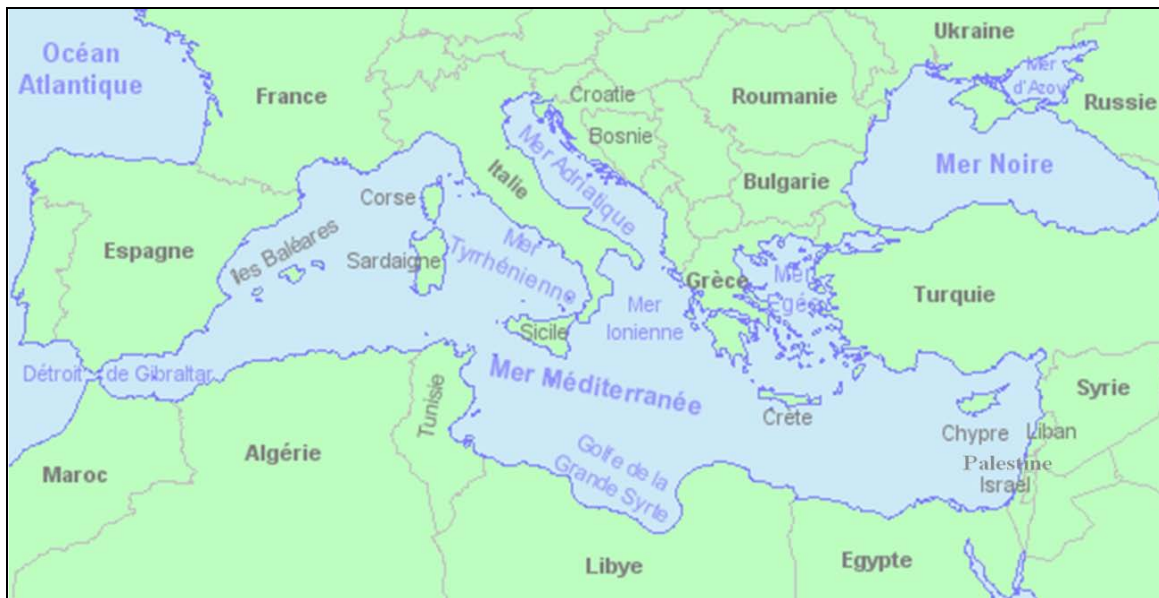 Océan
Atlantique
France
Croatie
Bosnie
Roumanie
Ukraine
Mer
d'Azov
Russie
Mer Noire
Bulgarie
Italie
Mer Adriatique
Corse
Espagne
îles Baléares
Sardaigne
Mer
Tyrrhénienne
Grèce
Mer
Egée
Turquie
Mer
Ionienne
Sicile
Détroit de Gibraltar
Mer Méditerranée
Crète
Chypre
Liban
Syrie
Palestine
Israël
Maroc
Algérie
Tunisie
Golfe de la
Grande Syrte
Libye
Egypte